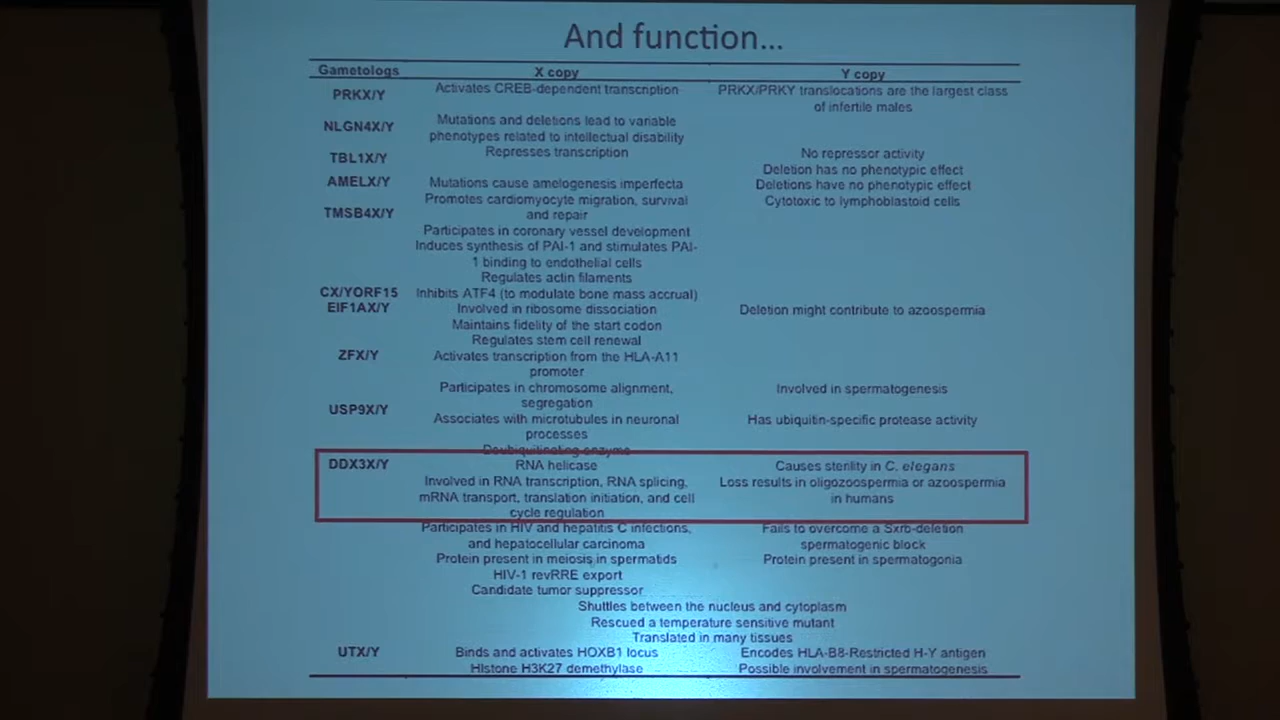 And function...
Gametologs X copy Y copy
PRKX/Y Activates CREB-dependent transcription PRKX/PRKY translocations are the largest class
of infertile males
NLGN4X/Y Mutations and deletions lead to variable
phenotypes related to intellectual disability
TBL1X/Y Represses transcription No repressor activity
Deletion has no phenotypic effect
AMELX/Y Mutations cause amelogenesis imperfecta Deletions have no phenotypic effect
TMSB4X/Y Promotes cardiomyocyte migration, survival Cytotoxic to lymphoblastoid cells
and repair
Participates in coronary vessel development
Induces synthesis of PAI-1 and stimulates PAI-
1 binding to endothelial cells
Regulates actin filaments
CX/YORF15 Inhibits ATF4 (to modulate bone mass accrual)
EIF1AX/Y Involved in ribosome dissociation Deletion might contribute to azoospermia
Maintains fidelity of the start codon
Regulates stem cell renewal
ZFX/Y Activates transcription from the HLA-A11
promoter
Participates in chromosome alignment, Involved in spermatogenesis
segregation
USP9X/Y Associates with microtubules in neuronal Has ubiquitin-specific protease activity
processes
Deubiquitinating enzyme
DDX3X/Y RNA helicase Causes sterility in C. elegans
Involved in RNA transcription, RNA splicing, Loss results in oligozoospermia or azoospermia
mRNA transport, translation initiation, and cell in humans
cycle regulation
Participates in HIV and hepatitis C infections, Fails to overcome a Sxrb-deletion
and hepatocellular carcinoma spermatogenic block
Protein present in meiosis in spermatids Protein present in spermatogonia
HIV-1 revRRE export
Candidate tumor suppressor
Shuttles between the nucleus and cytoplasm
Rescued a temperature sensitive mutant
Translated in many tissues
UTX/Y Binds and activates HOXB1 locus Encodes HLA-B8-Restricted H-Y antigen
Histone H3K27 demethylase Possible involvement in spermatogenesis